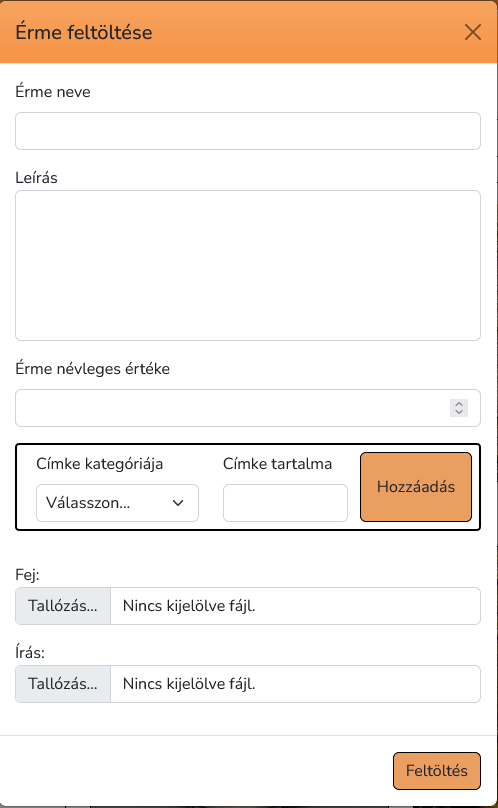 Érme feltöltése
Érme neve
Leírás
Érme névleges értéke
Címke kategóriája Címke tartalma
Válasszon... Hozzáadás
Fej:
Tallózás... Nincs kijelölve fájl.
Írás:
Tallózás... Nincs kijelölve fájl.
Feltöltés